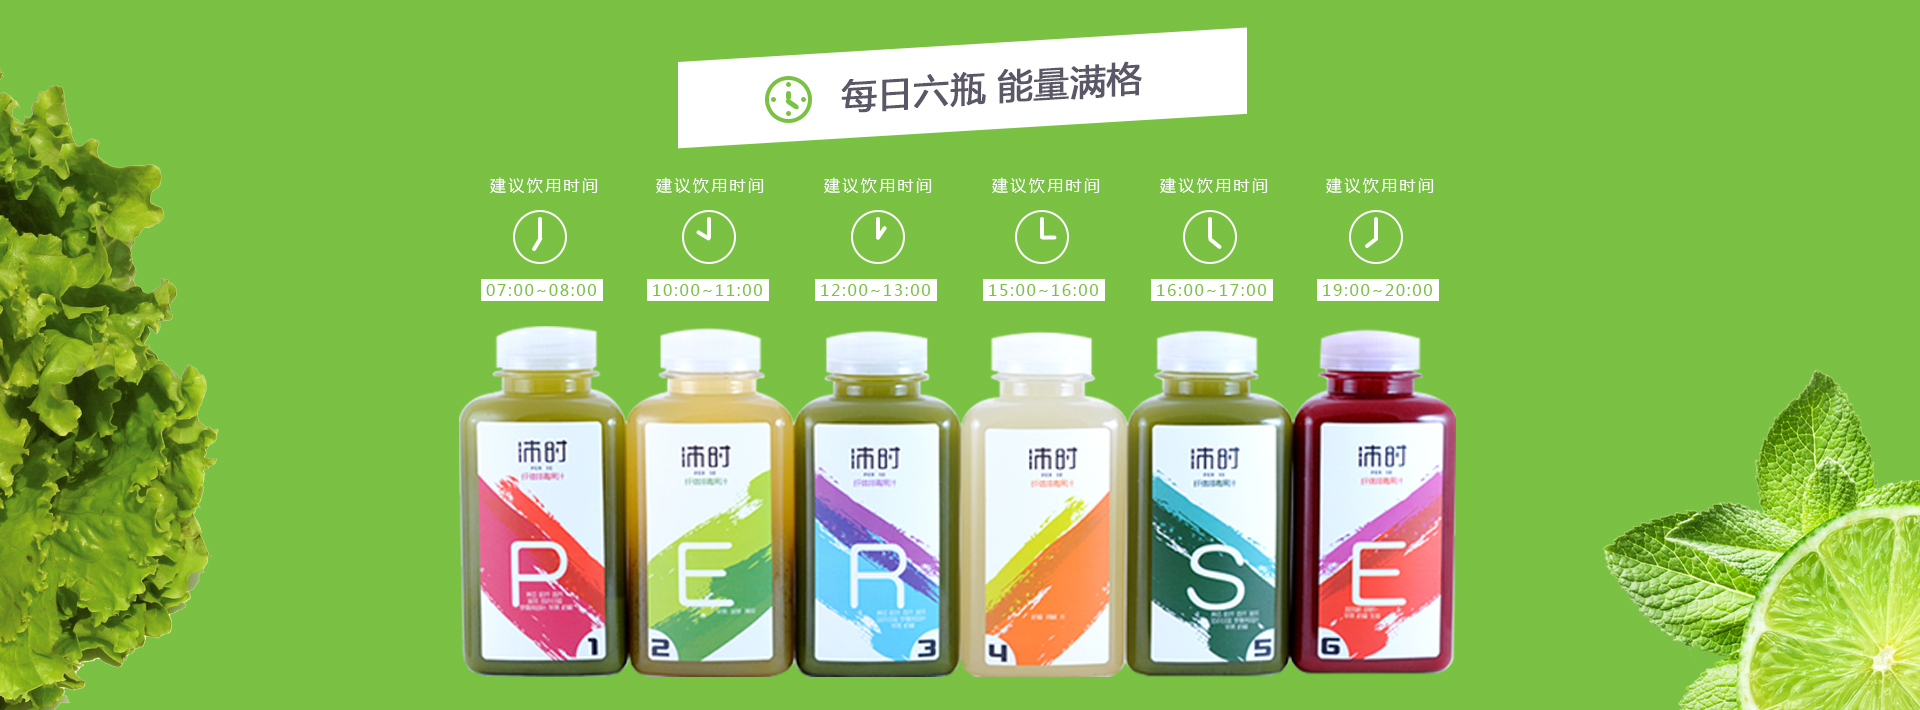 每日六瓶 能量满格
建议饮用时间 建议饮用时间 建议饮用时间 建议饮用时间 建议饮用时间 建议饮用时间
07:00~08:00 10:00~11:00 12:00~13:00 15:00~16:00 16:00~17:00 19:00~20:00
沛时 沛时 沛时 沛时 沛时 沛时
P E R S E
1 2 3 4 5 6